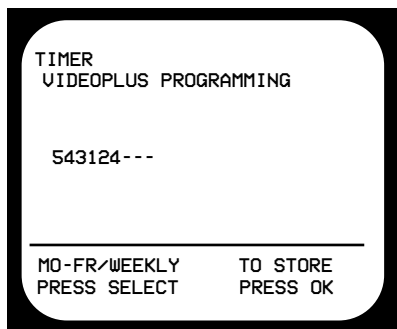 TIMER
VIDEOPLUS PROGRAMMING
543124---
MO-FR/WEEKLY TO STORE
PRESS SELECT PRESS OK